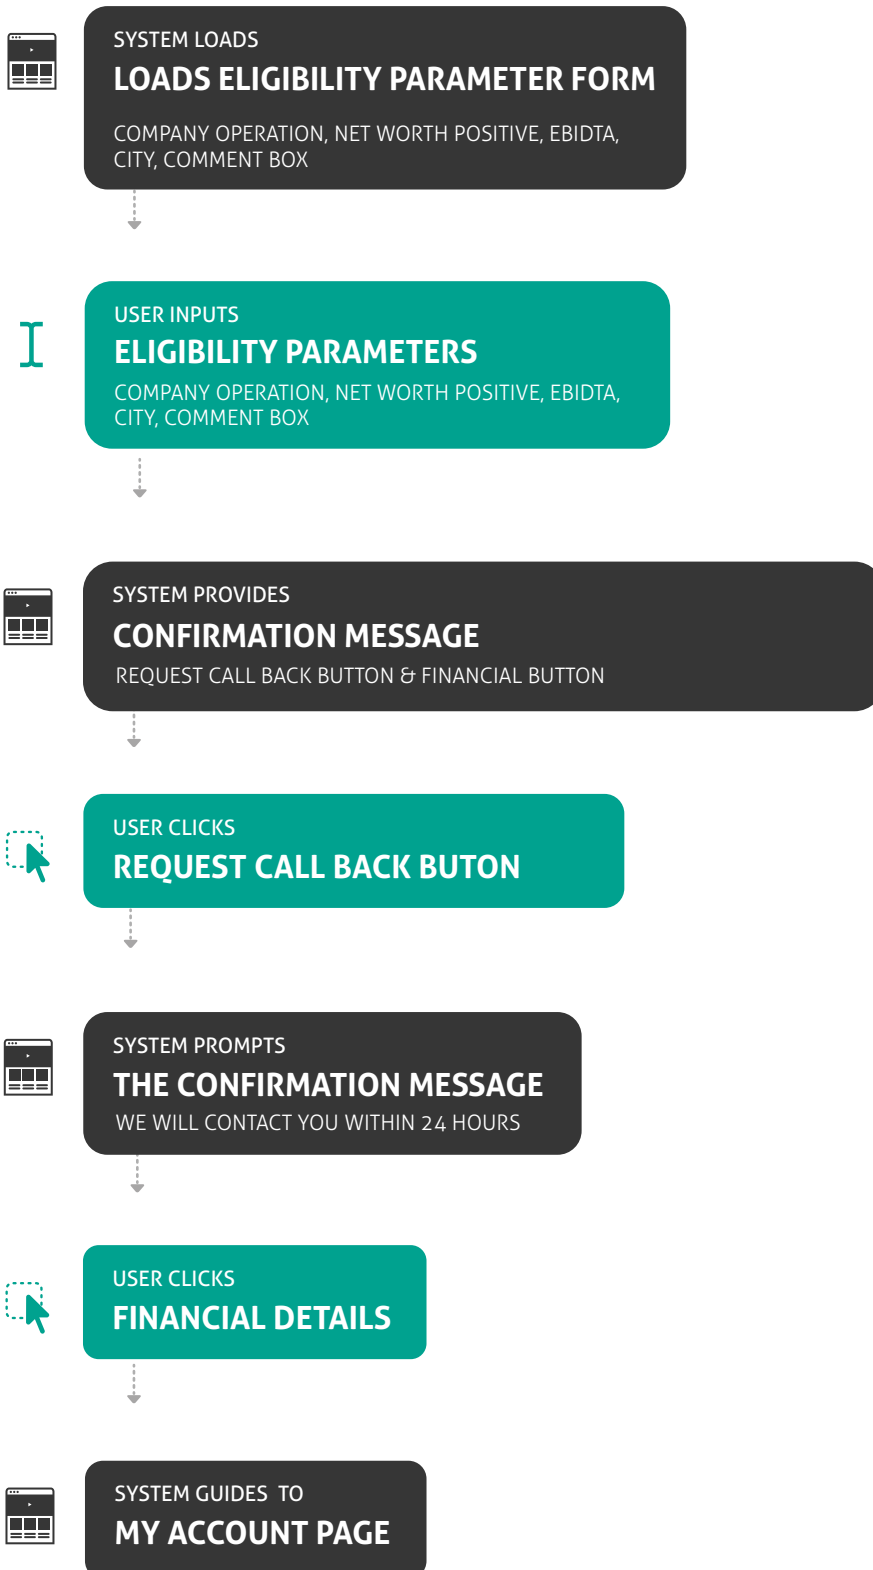 SYSTEM LOADS
LOADS ELIGIBILITY PARAMETER FORM
COMPANY OPERATION, NET WORTH POSITIVE, EBIDTA,
CITY, COMMENT BOX
USER INPUTS
ELIGIBILITY PARAMETERS
COMPANY OPERATION, NET WORTH POSITIVE, EBIDTA,
CITY, COMMENT BOX
SYSTEM PROVIDES
CONFIRMATION MESSAGE
REQUEST CALL BACK BUTTON & FINANCIAL BUTTON
USER CLICKS
REQUEST CALL BACK BUTON
SYSTEM PROMPTS
THE CONFIRMATION MESSAGE
WE WILL CONTACT YOU WITHIN 24 HOURS
USER CLICKS
FINANCIAL DETAILS
SYSTEM GUIDES TO
MY ACCOUNT PAGE